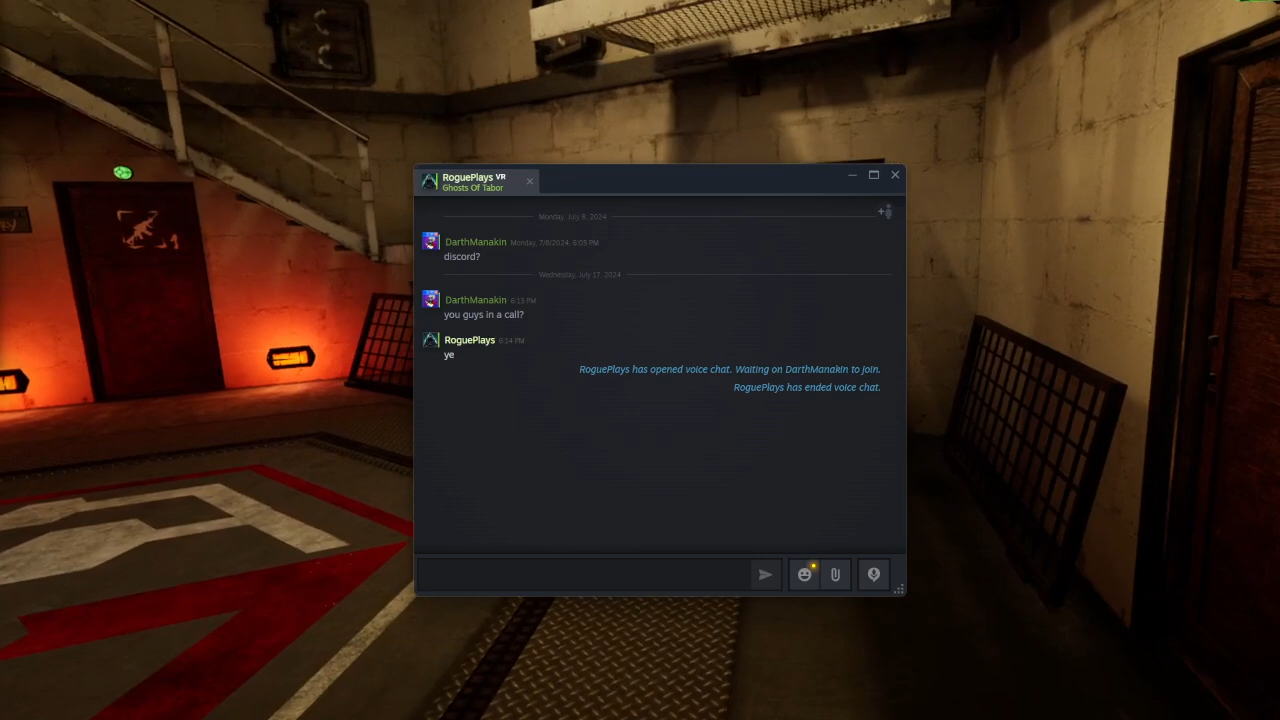 RoguePlays VR
Ghosts Of Tabor
Monday, July 8, 2024
DarthManakin Monday, 7/8/2024, 6:03 PM
discord?
Wednesday, July 17, 2024
DarthManakin 6:13 PM
you guys in a call?
RoguePlays 6:14 PM
ye
RoguePlays has opened voice chat. Waiting on DarthManakin to join.
RoguePlays has ended voice chat.
1